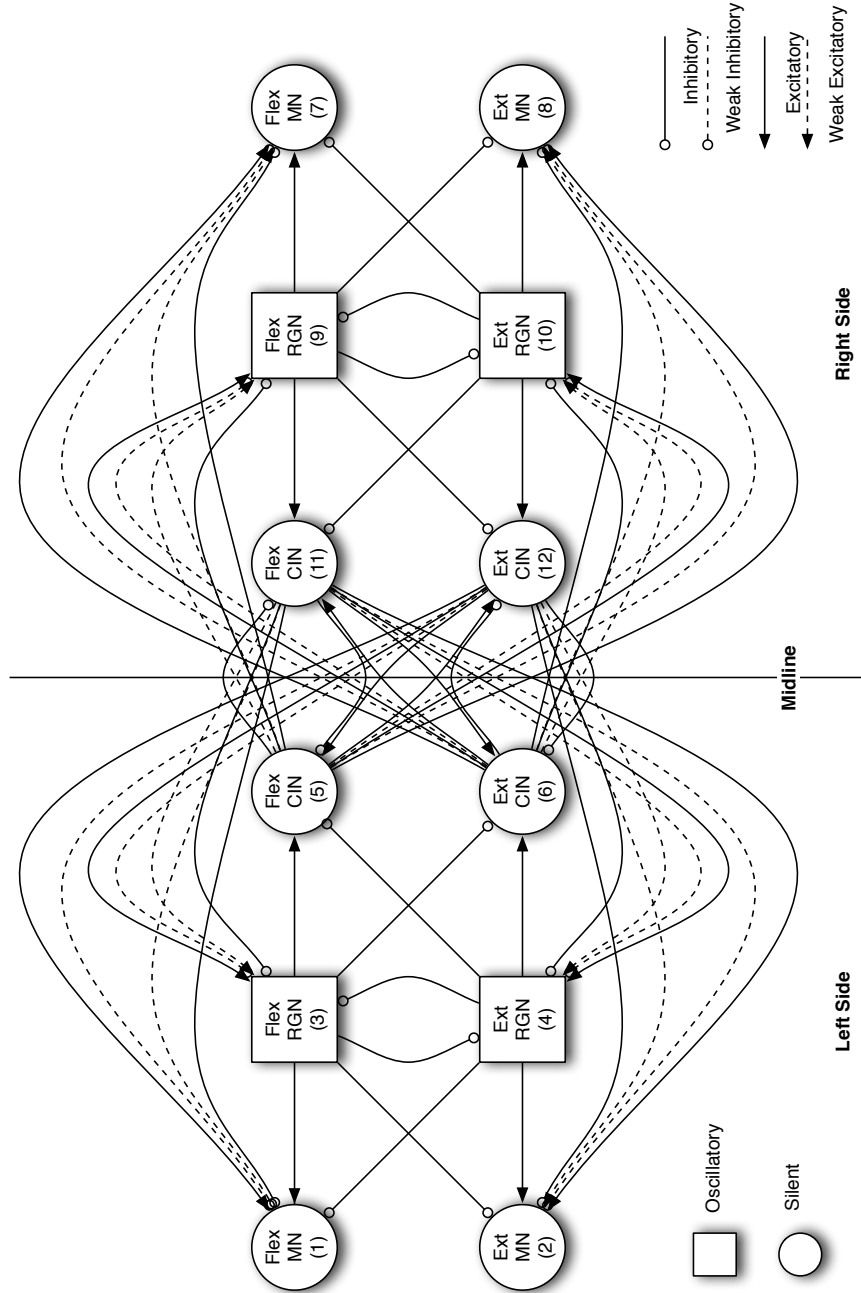 Flex
MN
(1)
Flex
RGN
(3)
Flex
CIN
(5)
Flex
CIN
(11)
Flex
RGN
(9)
Flex
MN
(7)
Ext
MN
(2)
Ext
RGN
(4)
Ext
CIN
(6)
Ext
CIN
(12)
Ext
RGN
(10)
Ext
MN
(8)
Oscillatory
Silent
Left Side
Midline
Right Side
Inhibitory
Weak Inhibitory
Excitatory
Weak Excitatory